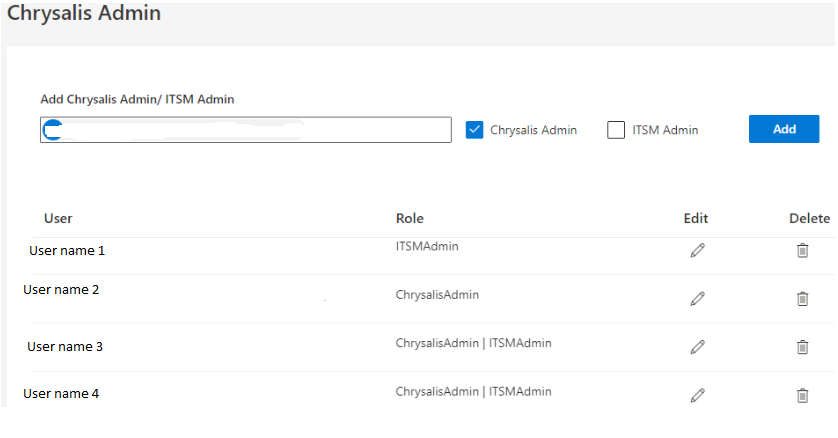 Chrysalis Admin
Add Chrysalis Admin/ ITSM Admin
Chrysalis Admin ITSM Admin Add
User Role Edit Delete
User name 1 ITSMAdmin
User name 2 ChrysalisAdmin
User name 3 ChrysalisAdmin | ITSMAdmin
User name 4 ChrysalisAdmin | ITSMAdmin